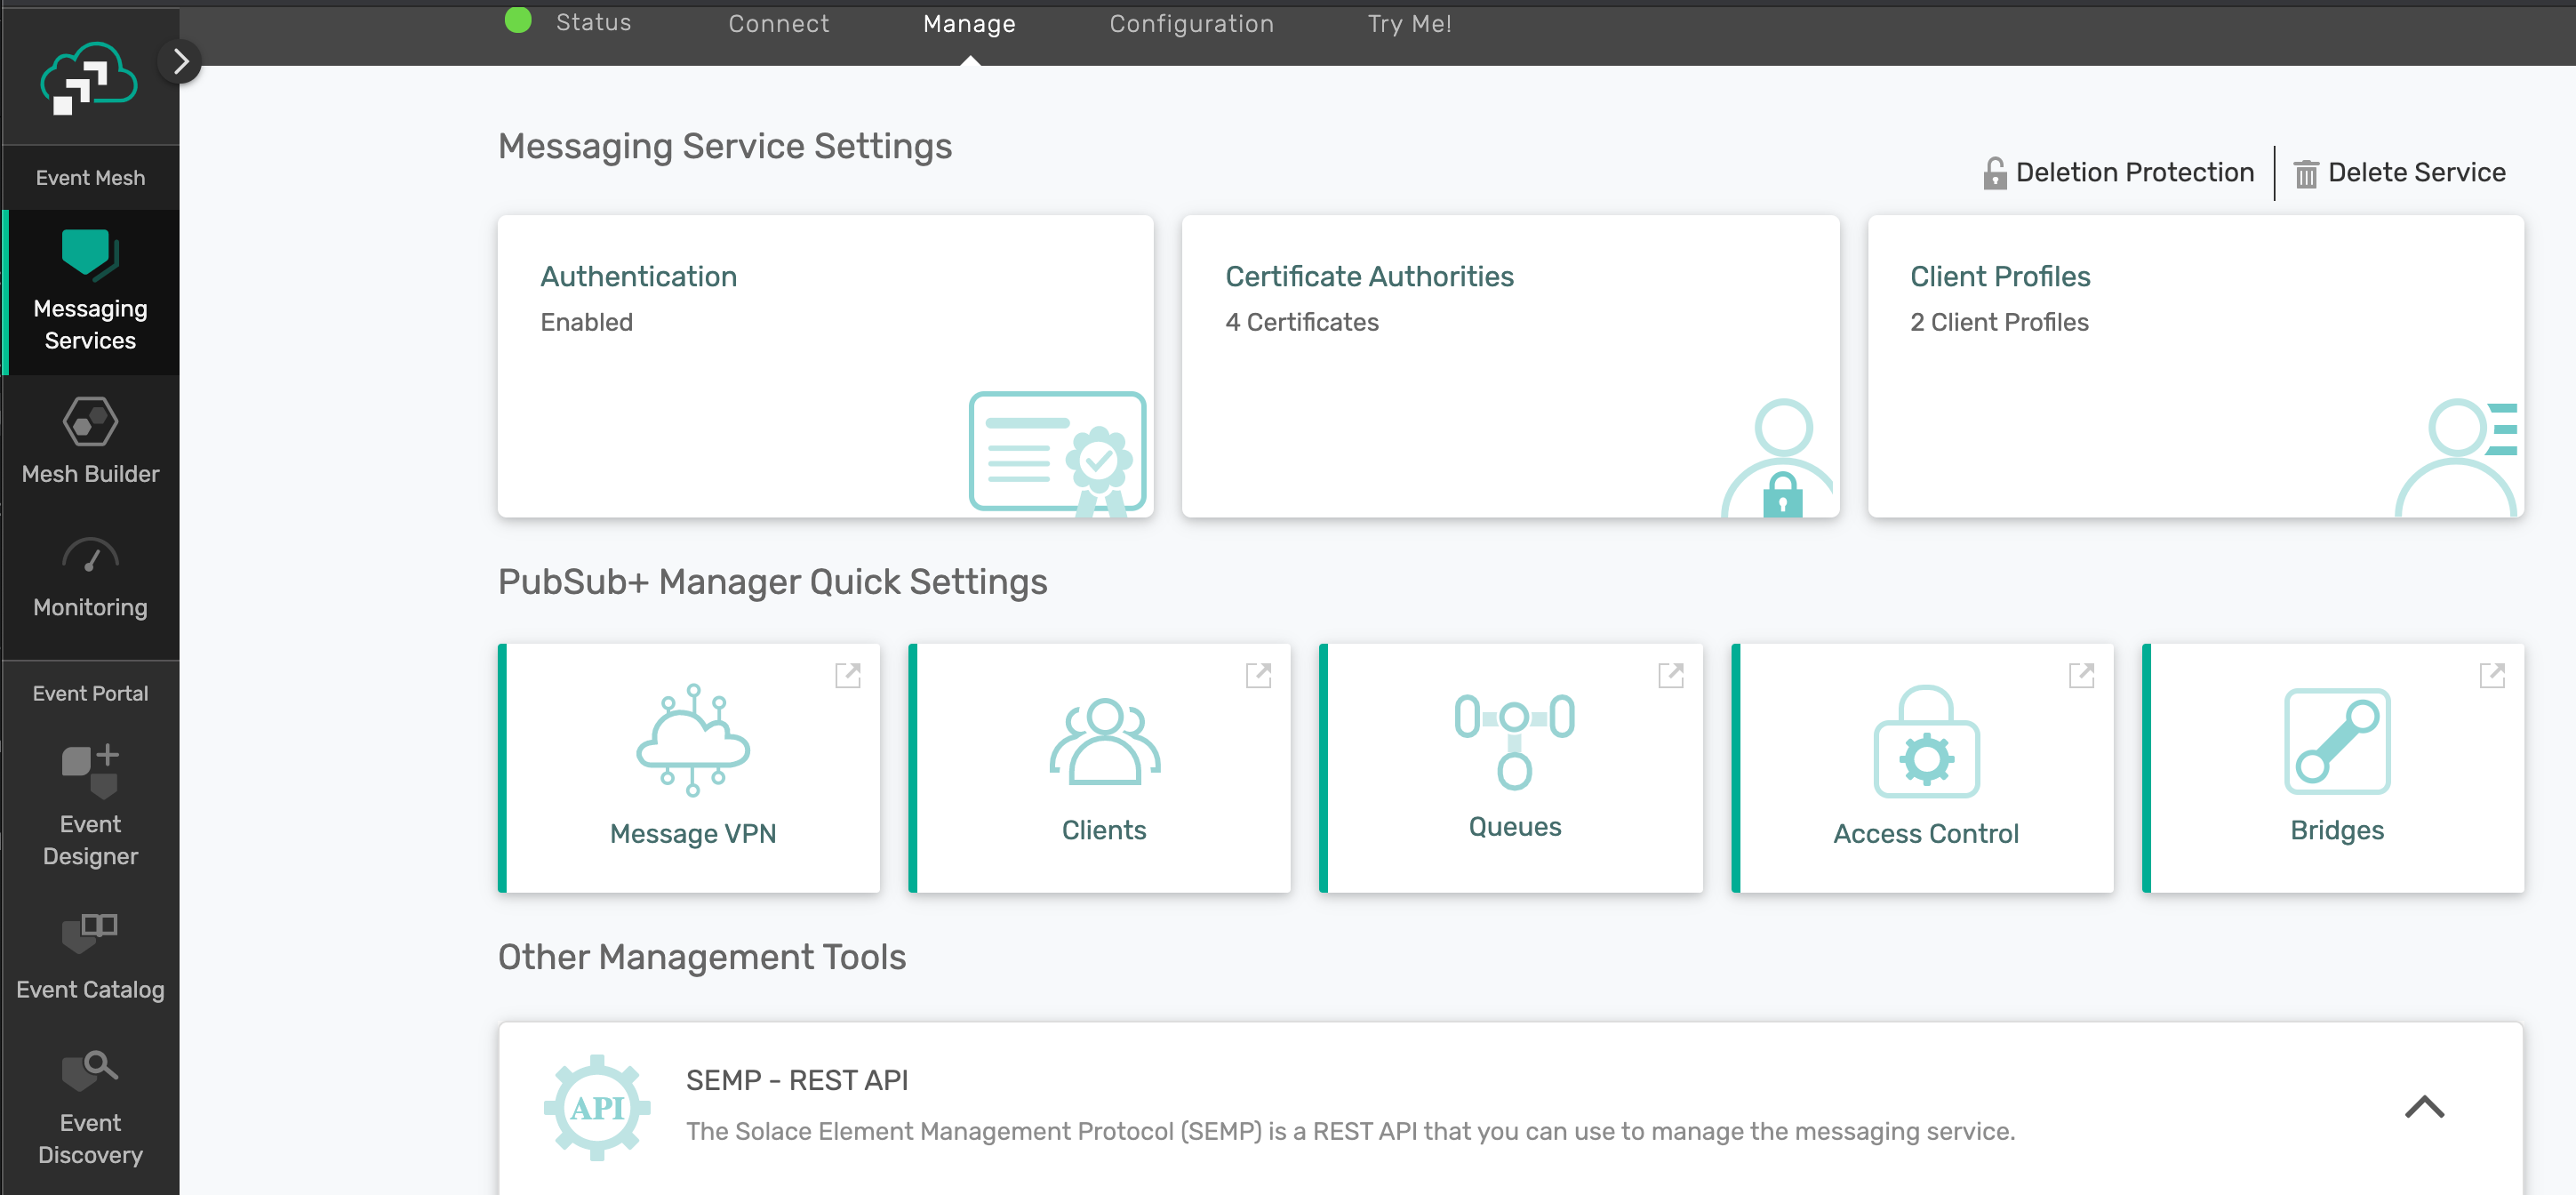 Status
Connect
Manage
Configuration
Try Me!
Event Mesh
Messaging
Services
Mesh Builder
Monitoring
Event Portal
Event
Designer
Event Catalog
Event
Discovery
Messaging Service Settings
Deletion Protection
Delete Service
Authentication
Enabled
Certificate Authorities
4 Certificates
Client Profiles
2 Client Profiles
PubSub+ Manager Quick Settings
Message VPN
Clients
Queues
Access Control
Bridges
Other Management Tools
API
SEMP - REST API
The Solace Element Management Protocol (SEMP) is a REST API that you can use to manage the messaging service.